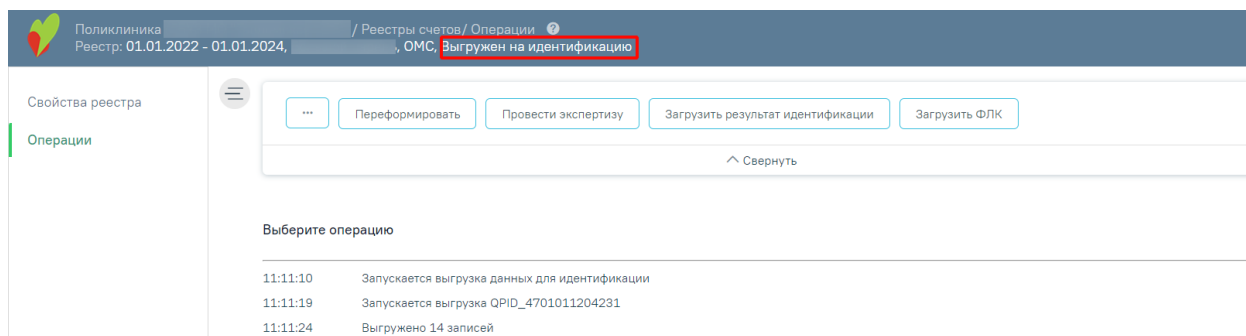 Поликлиника / Реестры счетов/ Операции ?
Реестр: 01.01.2022 - 01.01.2024, , ОМС, Выгружен на идентификацию
Свойства реестра
Операции
... Переформировать Провести экспертизу Загрузить результат идентификации Загрузить ФЛК
Свернуть
Выберите операцию
11:11:10 Запускается выгрузка данных для идентификации
11:11:19 Запускается выгрузка QPID_4701011204231
11:11:24 Выгружено 14 записей